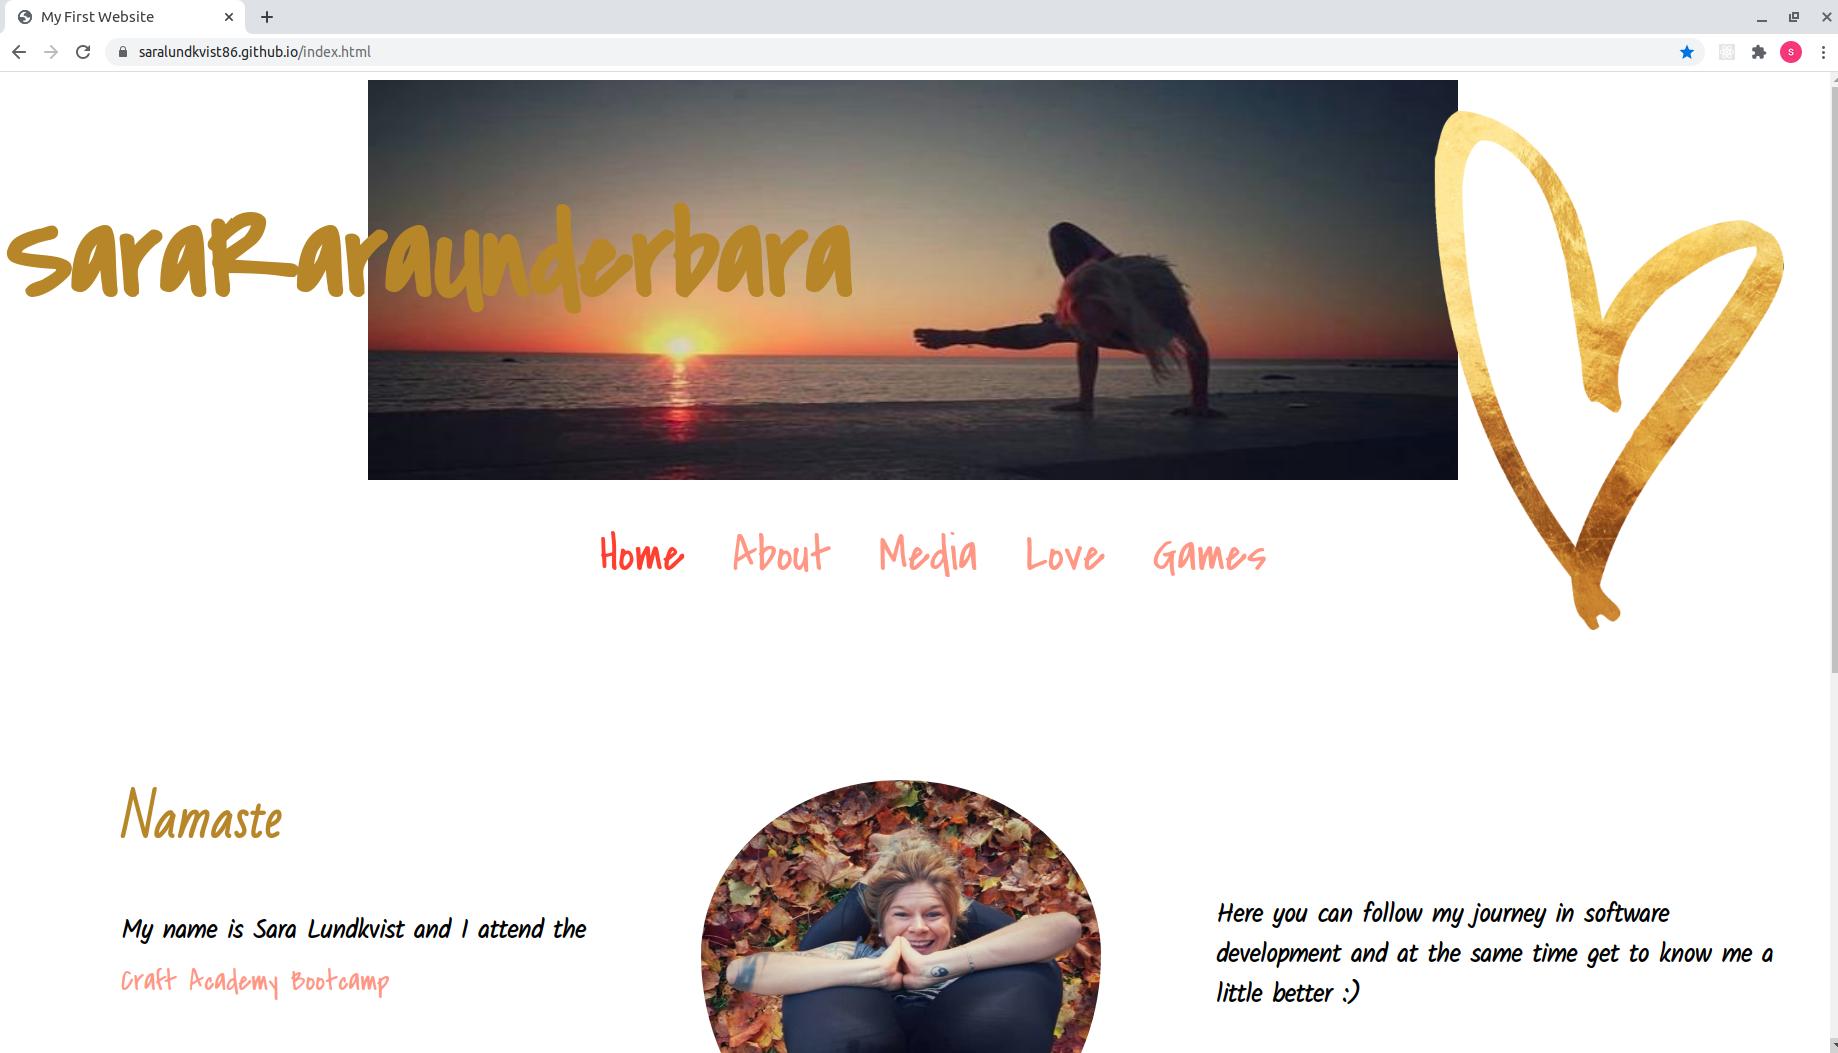 My First Website
saralundkvist86.github.io/index.html
S
saraRaraunderbara
Home About Media Love Games
Namaste
My name is Sara Lundkvist and I attend the
Craft Academy Bootcamp
Here you can follow my journey in software
development and at the same time get to know me a
little better :)